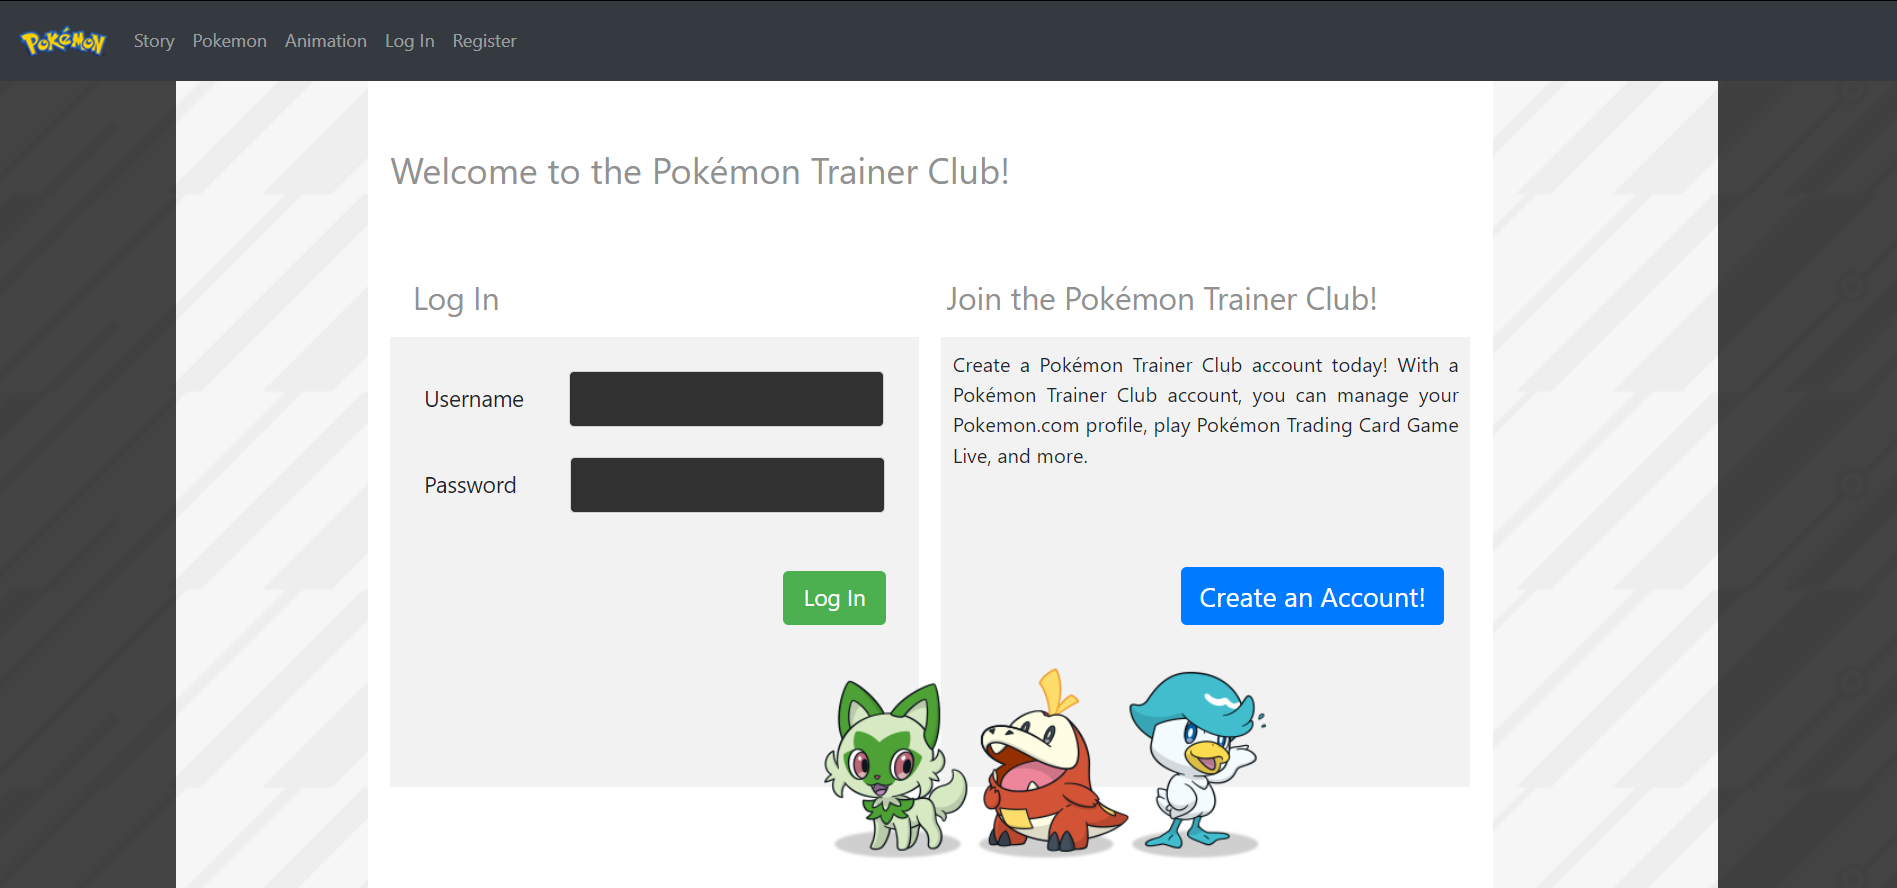 POKéMON Story Pokemon Animation Log In Register
Welcome to the Pokémon Trainer Club!
Log In
Username
Password
Log In
Join the Pokémon Trainer Club!
Create a Pokémon Trainer Club account today! With a
Pokémon Trainer Club account, you can manage your
Pokemon.com profile, play Pokémon Trading Card Game
Live, and more.
Create an Account!